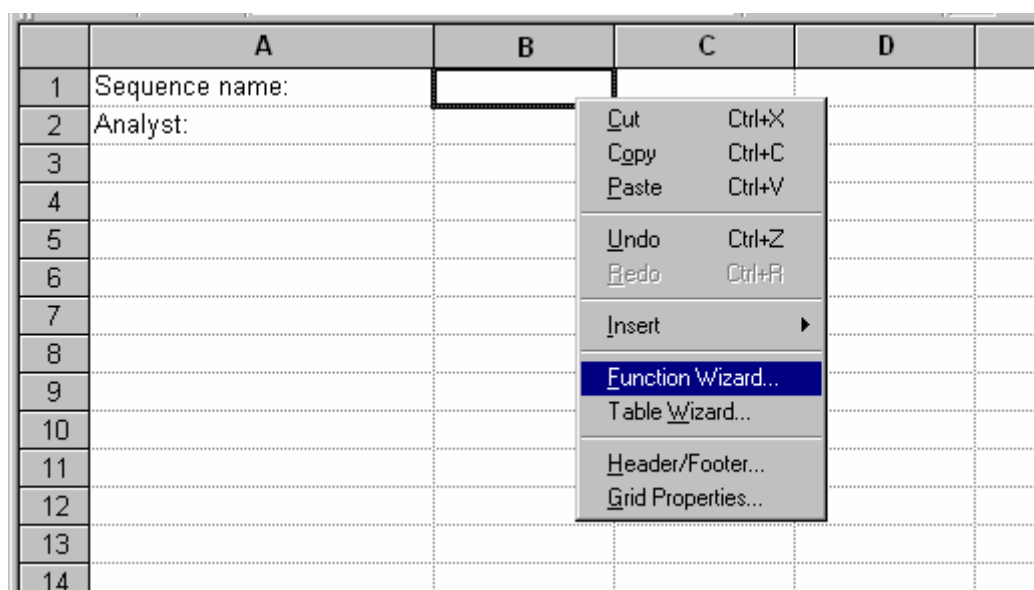 A B C D
1 Sequence name:
2 Analyst:
3
4
5
6
7
8
9
10
11
12
13
14
Cut Ctrl+X
Copy Ctrl+C
Paste Ctrl+V
Undo Ctrl+Z
Redo Ctrl+R
Insert
Function Wizard...
Table Wizard...
Header/Footer...
Grid Properties...